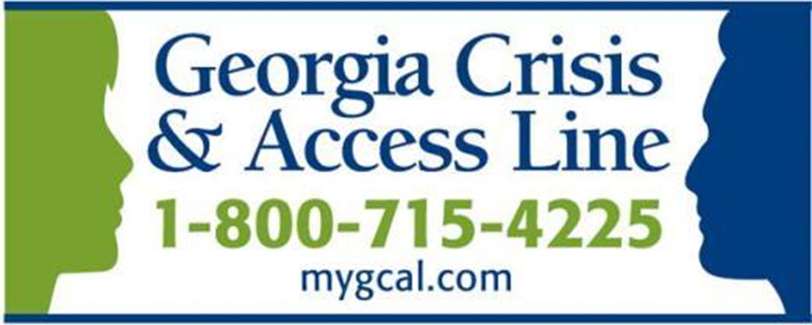 Georgia Crisis
& Access Line
1-800-715-4225
mygcal.com